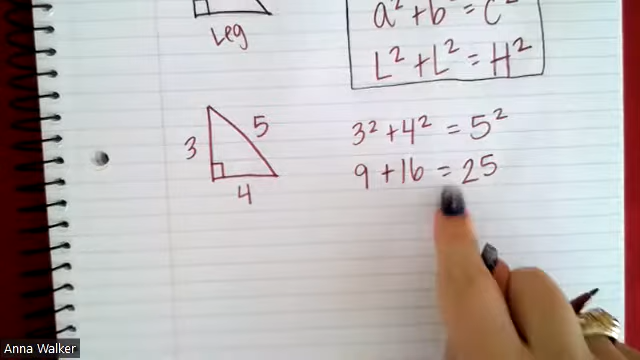 Leg
a² + b² = c²
L² + L² = H²
3
5
4
3² + 4² = 5²
9 + 16 = 25
Anna Walker